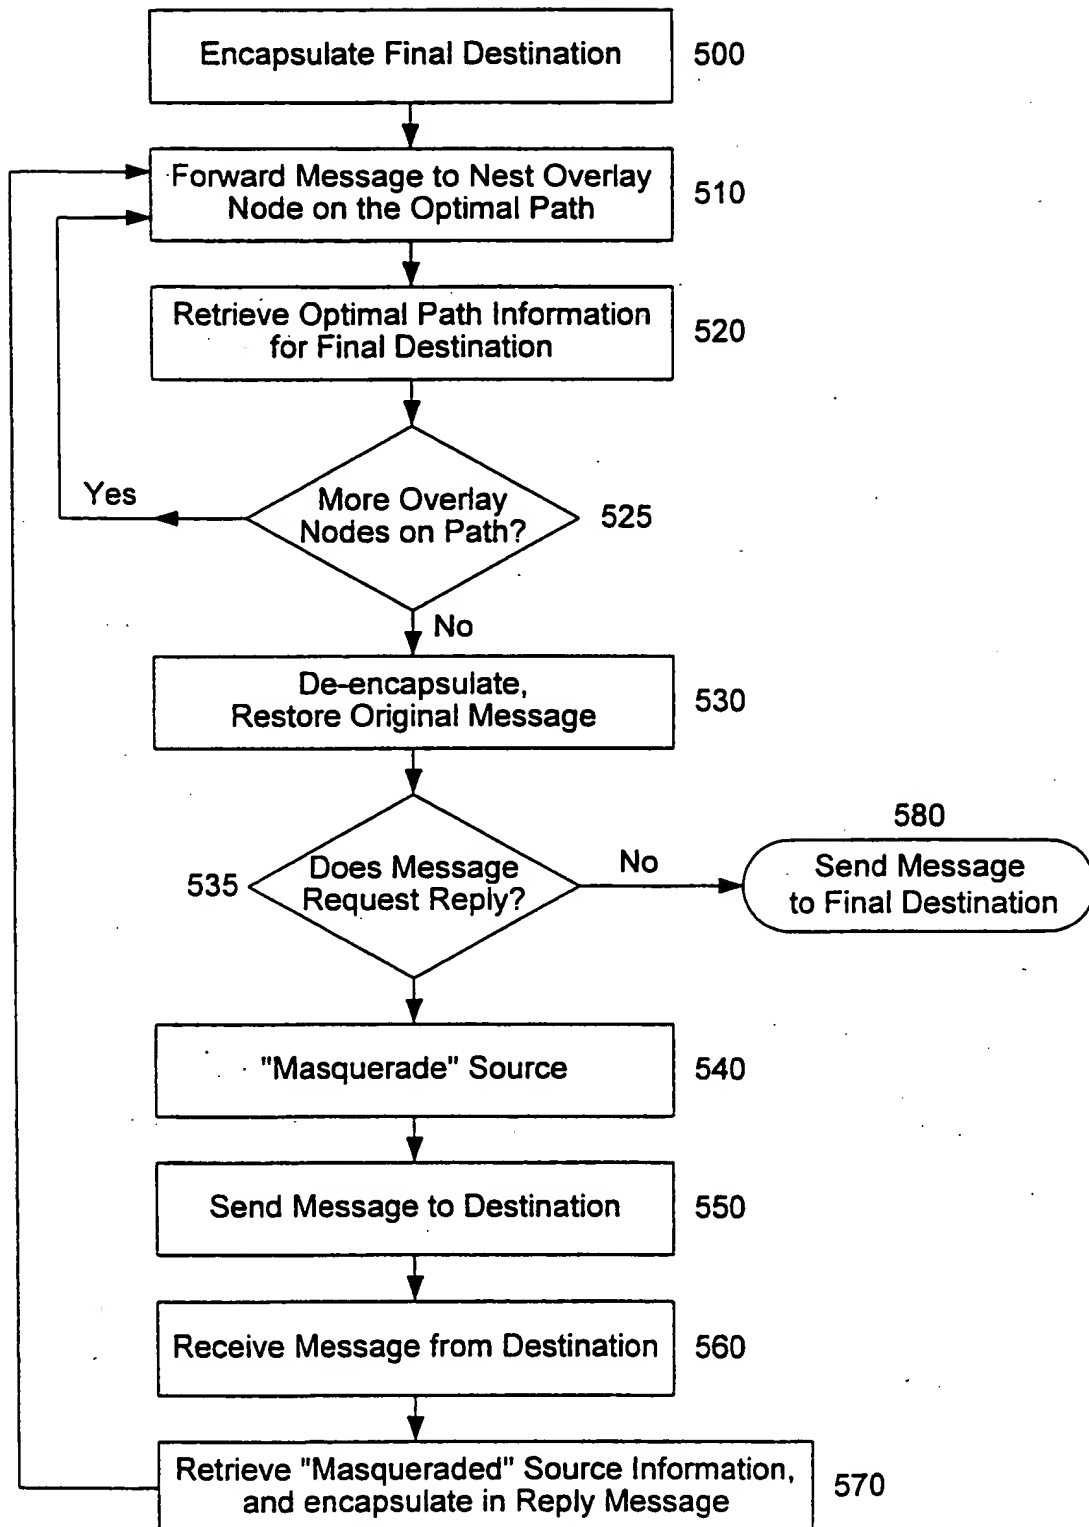 Encapsulate Final Destination
500
Forward Message to Nest Overlay
Node on the Optimal Path
510
Retrieve Optimal Path Information
for Final Destination
520
Yes
More Overlay
Nodes on Path?
525
No
De-encapsulate,
Restore Original Message
530
580
535
Does Message
Request Reply?
No
Send Message
to Final Destination
"Masquerade" Source
540
Send Message to Destination
550
Receive Message from Destination
560
Retrieve "Masqueraded" Source Information,
and encapsulate in Reply Message
570